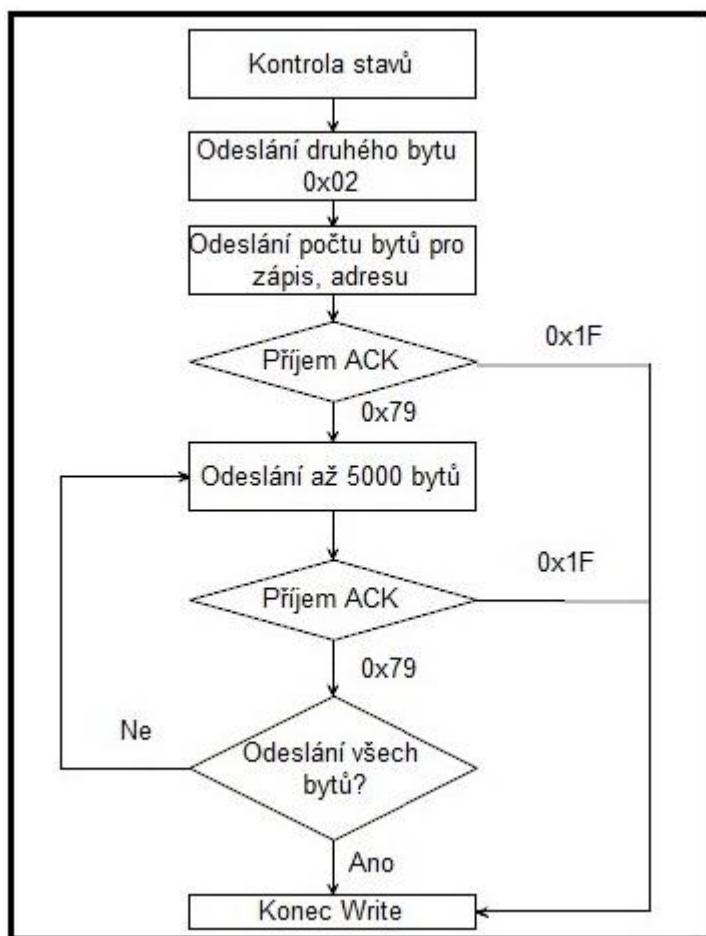 Kontrola stavů
Odeslání druhého bytu
0x02
Odeslání počtu bytů pro
zápis, adresu
Příjem ACK
0x1F
0x79
Odeslání až 5000 bytů
Příjem ACK
0x1F
0x79
Ne
Odeslání všech
bytů?
Ano
Konec Write